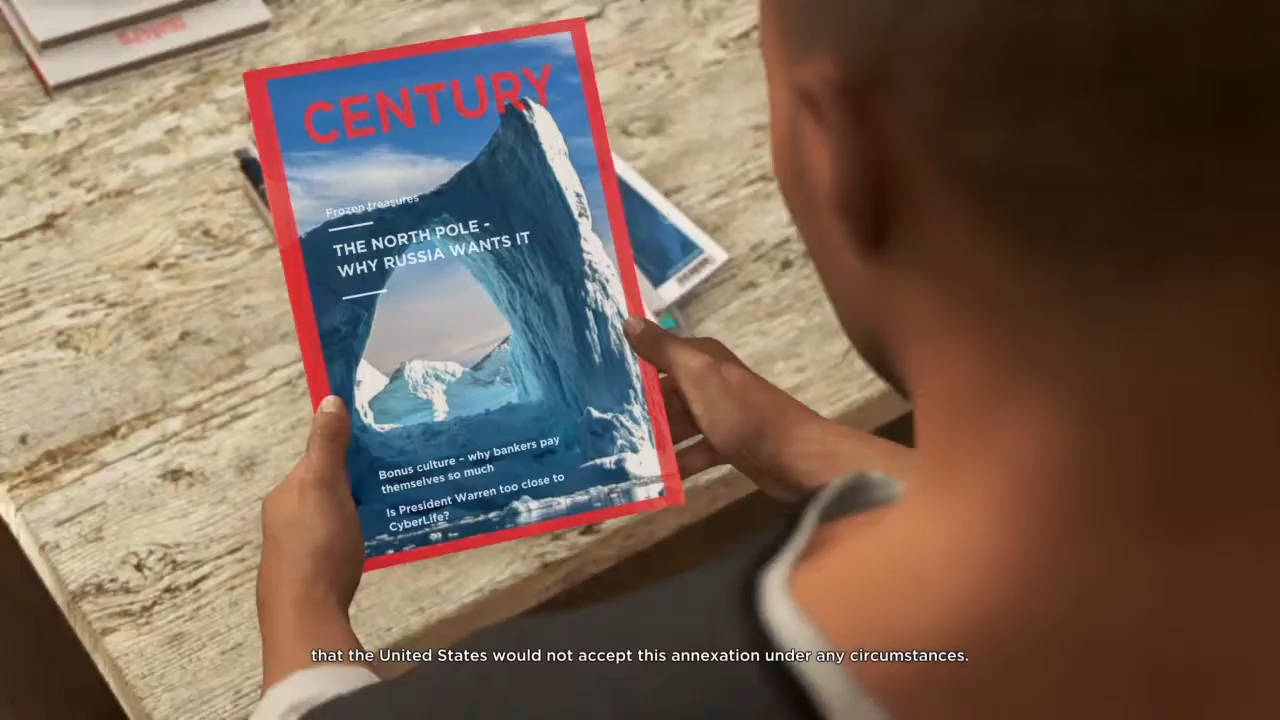 CENTURY
Frozen treasures
THE NORTH POLE -
WHY RUSSIA WANTS IT
Bonus culture – why bankers pay
themselves so much
Is President Warren too close to
CyberLife?
that the United States would not accept this annexation under any circumstances.